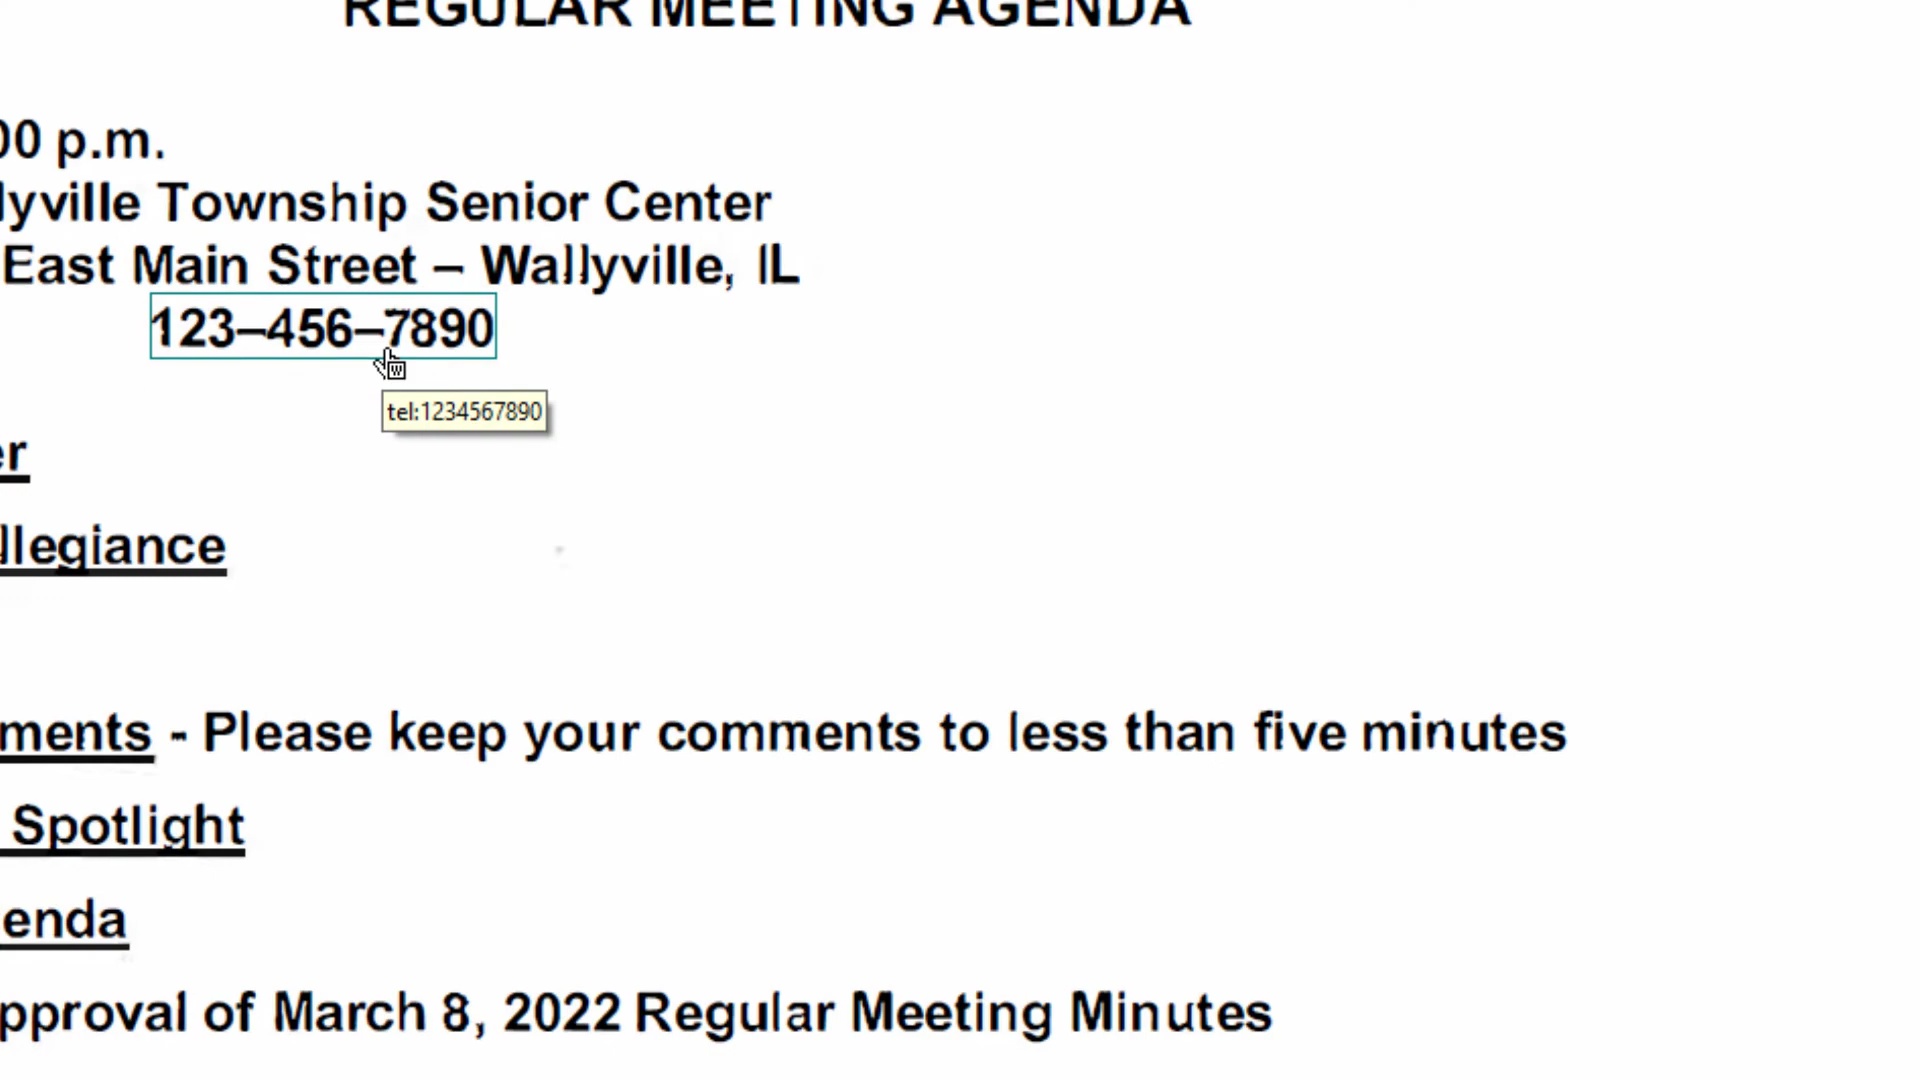 REGULAR MEETING AGENDA
00 p.m.
lyville Township Senior Center
East Main Street – Wallyville, IL
123–456–7890
tel:1234567890
er
llegiance
ments - Please keep your comments to less than five minutes
Spotlight
enda
pproval of March 8, 2022 Regular Meeting Minutes